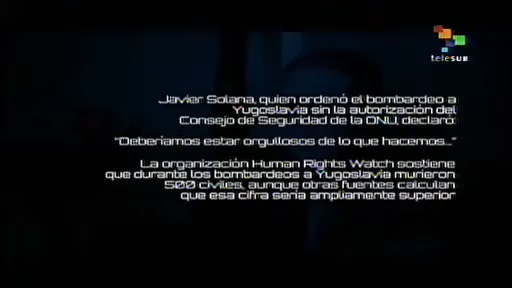 teleSUR
Javier Solana, quien ordenó el bombardeo a
Yugoslavia sin la autorización del
Consejo de Seguridad de la ONU, declaró:
"Deberíamos estar orgullosos de lo que hacemos..."
La organización Human Rights Watch sostiene
que durante los bombardeos a Yugoslavia murieron
500 civiles, aunque otras fuentes calculan
que esa cifra sería ampliamente superior